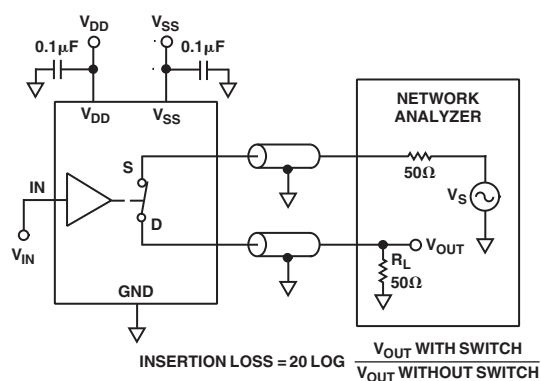 VDD
VSS
0.1μF
0.1μF
VDD
VSS
NETWORK
ANALYZER
S
50Ω
VS
IN
D
VOUT
VIN
RL
50Ω
GND
INSERTION LOSS = 20 LOG VOUT WITH SWITCH
VOUT WITHOUT SWITCH